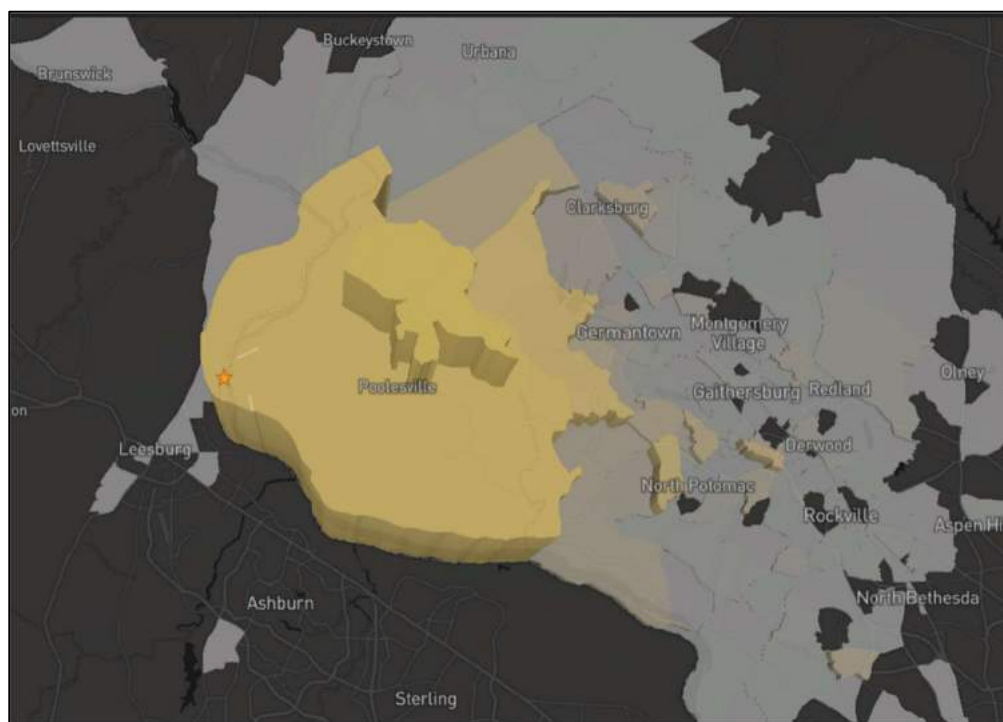 Buckeystown
Urbana
Brunswick
Lovettsville
Clarksburg
Germantown
Montgomery
Village
Poolesville
Gaithersburg
Redland
Olney
on
Leesburg
Derwood
North Potomac
Rockville
Aspen Hi
Ashburn
North Bethesda
Sterling